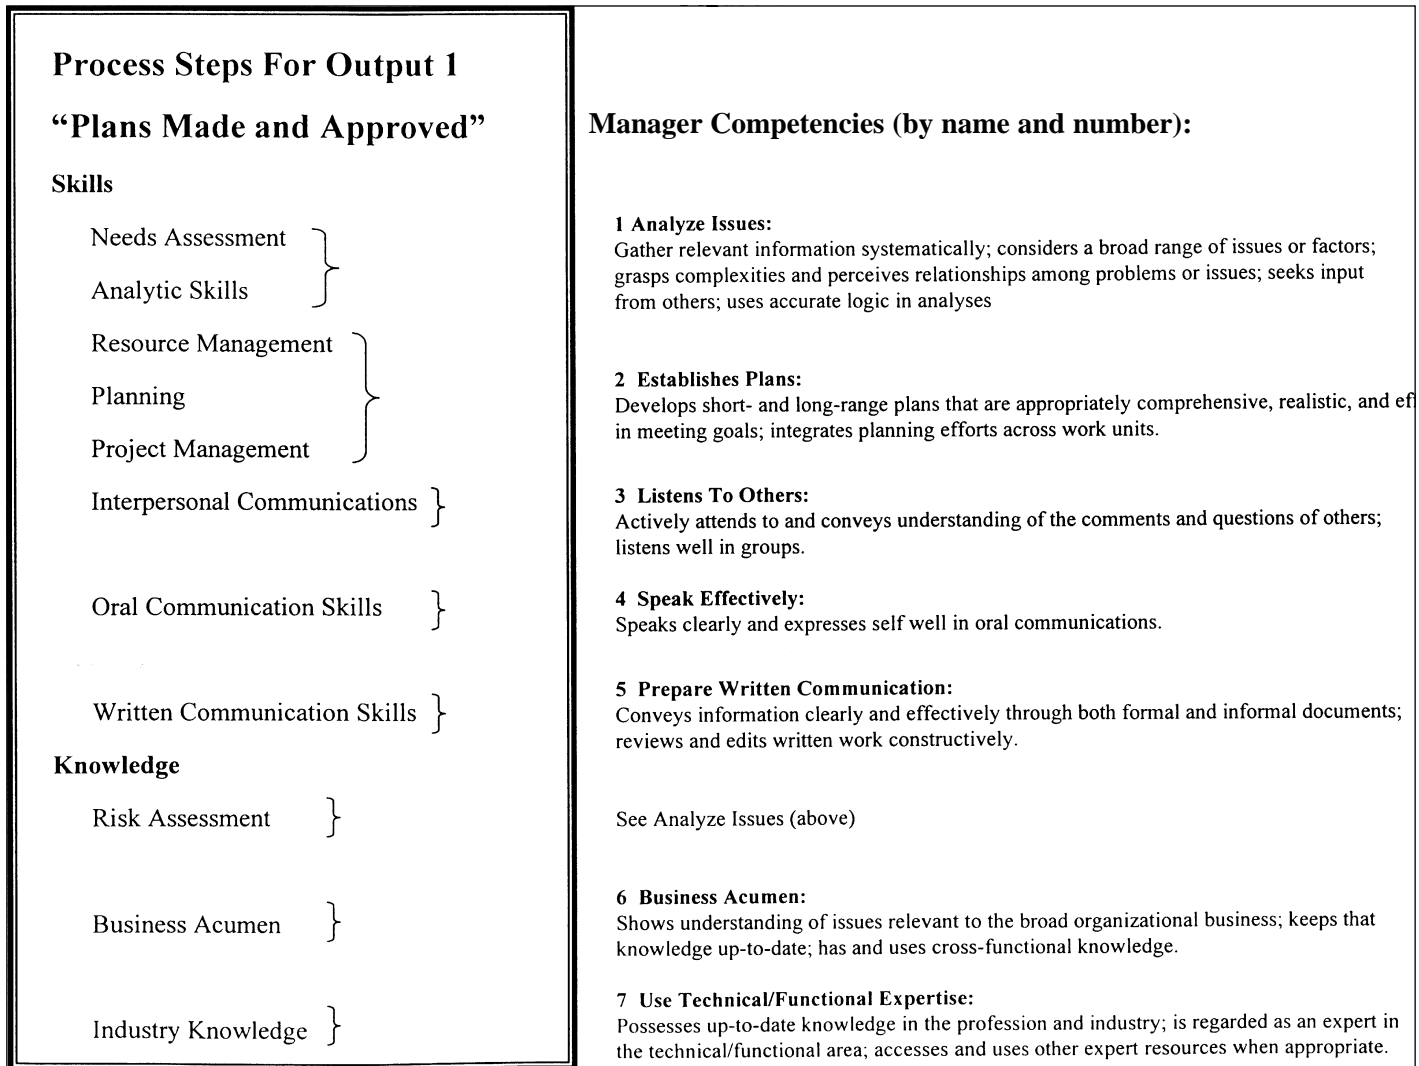 Process Steps For Output 1
“Plans Made and Approved”
Skills
Needs Assessment
Analytic Skills
Resource Management
Planning
Project Management
Interpersonal Communications
Oral Communication Skills
Written Communication Skills
Knowledge
Risk Assessment
Business Acumen
Industry Knowledge
Manager Competencies (by name and number):
1 Analyze Issues:
Gather relevant information systematically; considers a broad range of issues or factors;
grasps complexities and perceives relationships among problems or issues; seeks input
from others; uses accurate logic in analyses
2 Establishes Plans:
Develops short- and long-range plans that are appropriately comprehensive, realistic, and
in meeting goals; integrates planning efforts across work units.
3 Listens To Others:
Actively attends to and conveys understanding of the comments and questions of others;
listens well in groups.
4 Speak Effectively:
Speaks clearly and expresses self well in oral communications.
5 Prepare Written Communication:
Conveys information clearly and effectively through both formal and informal documents;
reviews and edits written work constructively.
See Analyze Issues (above)
6 Business Acumen:
Shows understanding of issues relevant to the broad organizational business; keeps that
knowledge up-to-date; has and uses cross-functional knowledge.
7 Use Technical/Functional Expertise:
Possesses up-to-date knowledge in the profession and industry; is regarded as an expert in
the technical/functional area; accesses and uses other expert resources when appropriate.